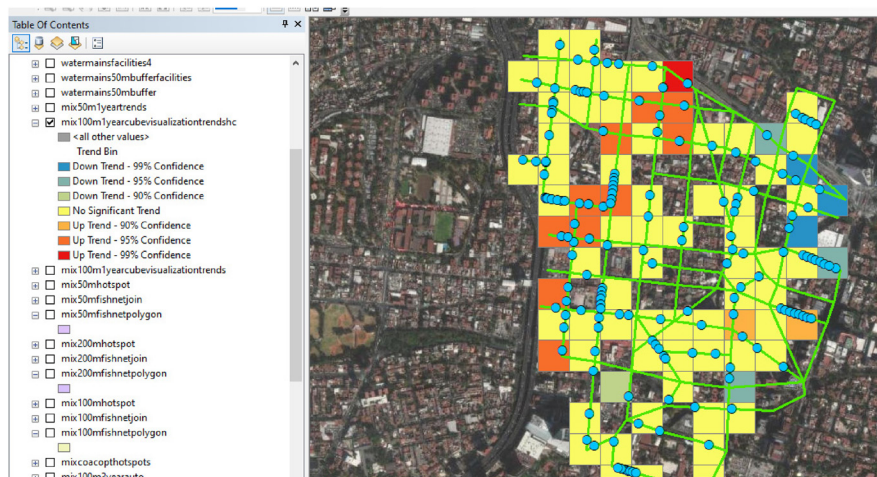 Table Of Contents
watermainsfacilities4
watermains50mbufferfacilities
watermains50mbuffer
mix50m1yeartrends
mix100m1yearcubevisualizationtrendshc
<all other values>
Trend Bin
Down Trend - 99% Confidence
Down Trend - 95% Confidence
Down Trend - 90% Confidence
No Significant Trend
Up Trend - 90% Confidence
Up Trend - 95% Confidence
Up Trend - 99% Confidence
mix100m1yearcubevisualizationtrends
mix50mhotspot
mix50mfishnetjoin
mix50mfishnetpolygon
mix200mhotspot
mix200mfishnetjoin
mix200mfishnetpolygon
mix100mhotspot
mix100mfishnetjoin
mix100mfishnetpolygon
mixcoacopthotspots